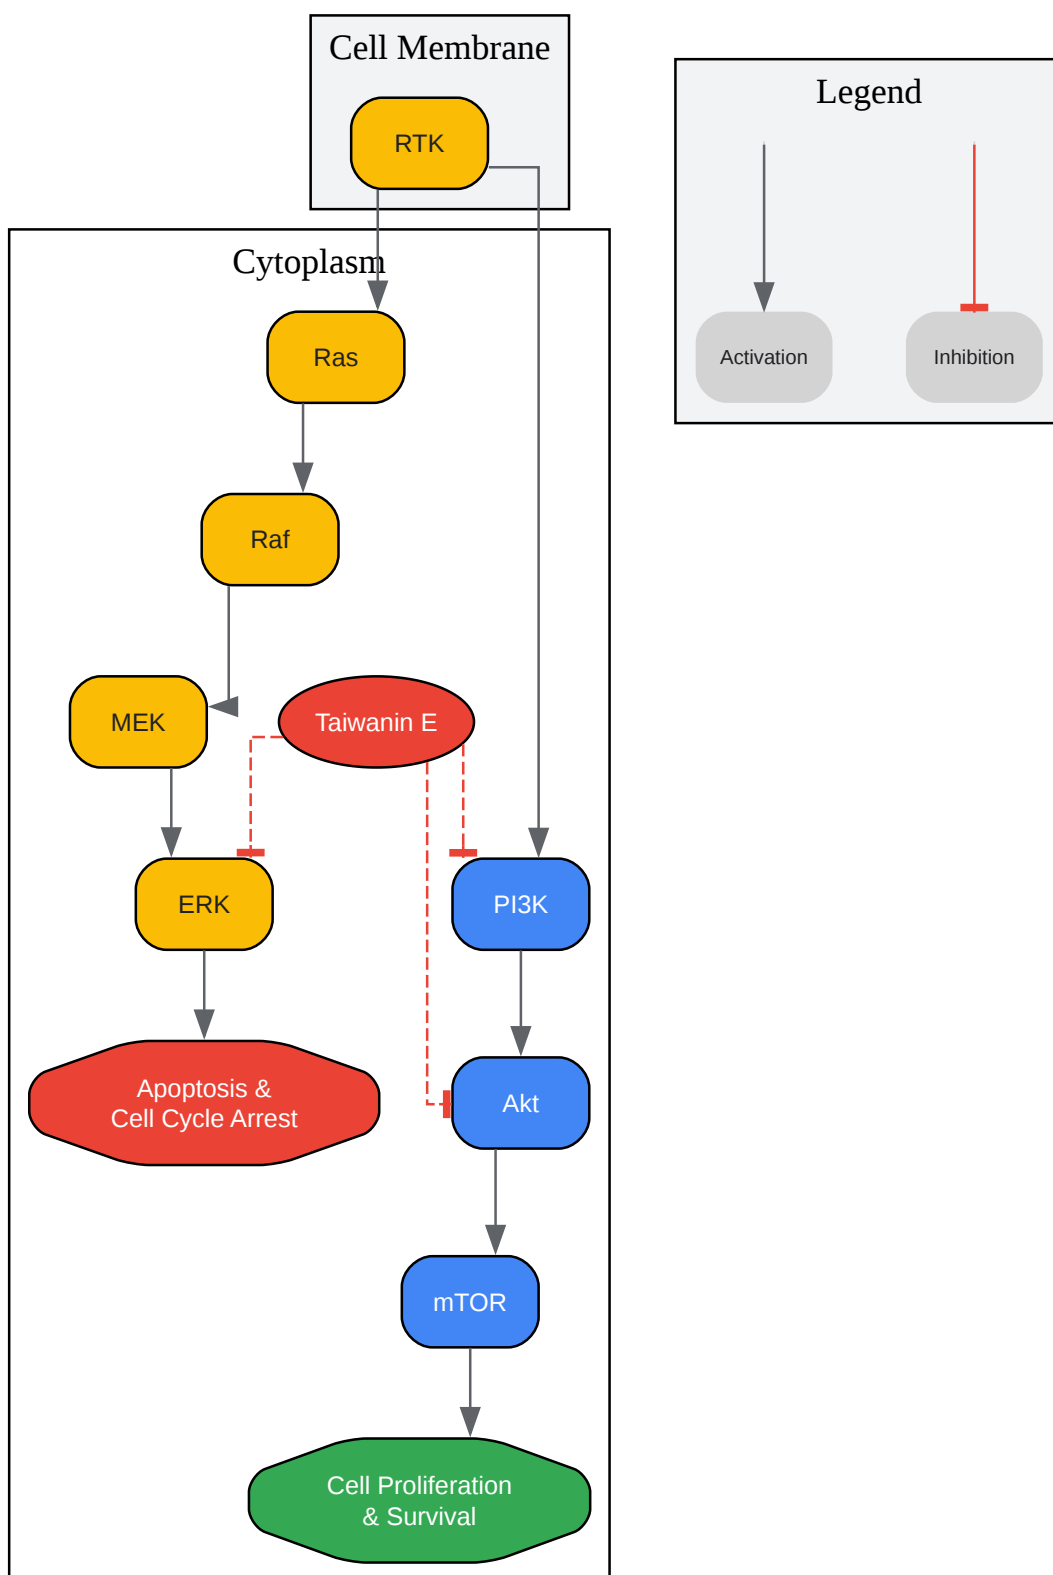 Cell Membrane
RTK
Legend
Activation
Inhibition
Cytoplasm
Ras
Raf
MEK
Taiwanin E
ERK
PI3K
Apoptosis &
Cell Cycle Arrest
Akt
mTOR
Cell Proliferation
& Survival